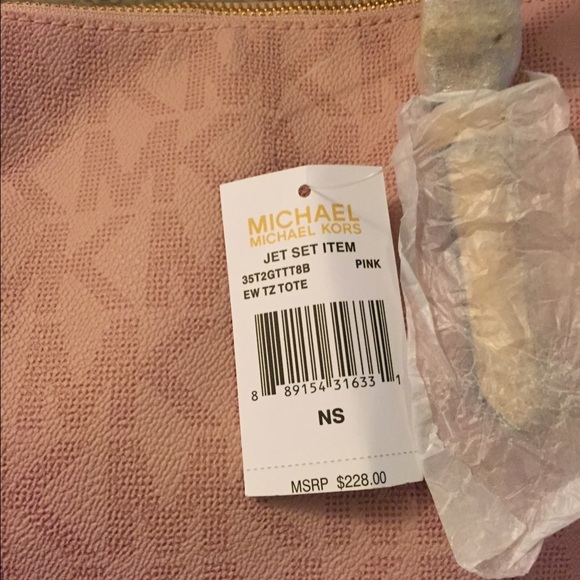 MICHAEL
MICHAEL KORS
JET SET ITEM
35T2GTTT8B PINK
EW TZ TOTE
8 89154 31633 1
NS
MSRP $228.00